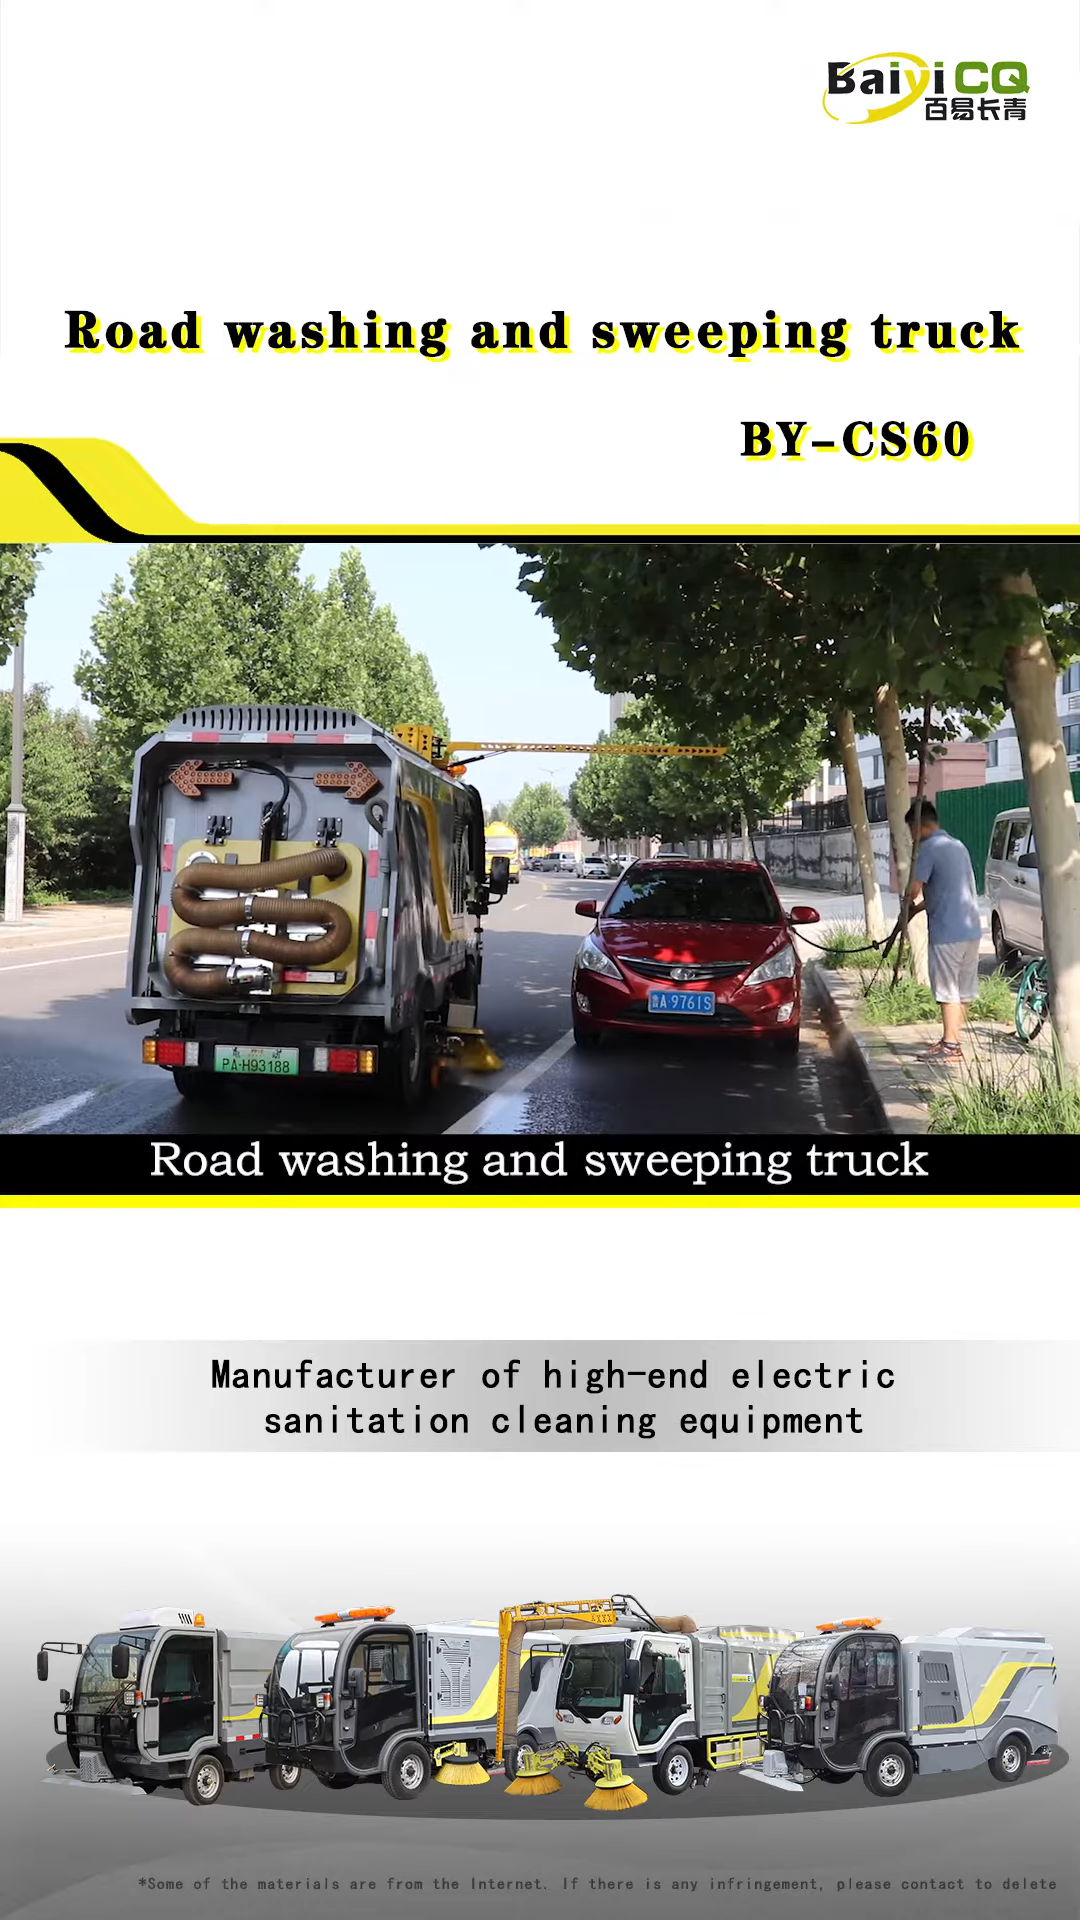 Baiyi CQ
百易长青
Road washing and sweeping truck
BY-CS60
PA·H93188
A·9761S
Road washing and sweeping truck
Manufacturer of high-end electric
sanitation cleaning equipment
*Some of the materials are from the Internet. If there is any infringement, please contact to delete